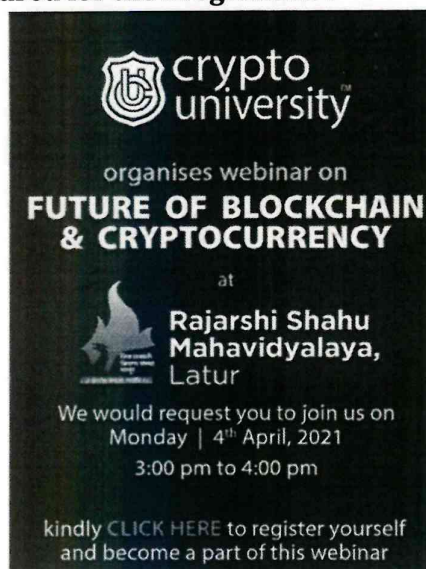 crypto
university™
organises webinar on
FUTURE OF BLOCKCHAIN
& CRYPTOCURRENCY
at
Rajarshi Shahu
Mahavidyalaya,
Latur
We would request you to join us on
Monday | 4th April, 2021
3:00 pm to 4:00 pm
kindly CLICK HERE to register yourself
and become a part of this webinar